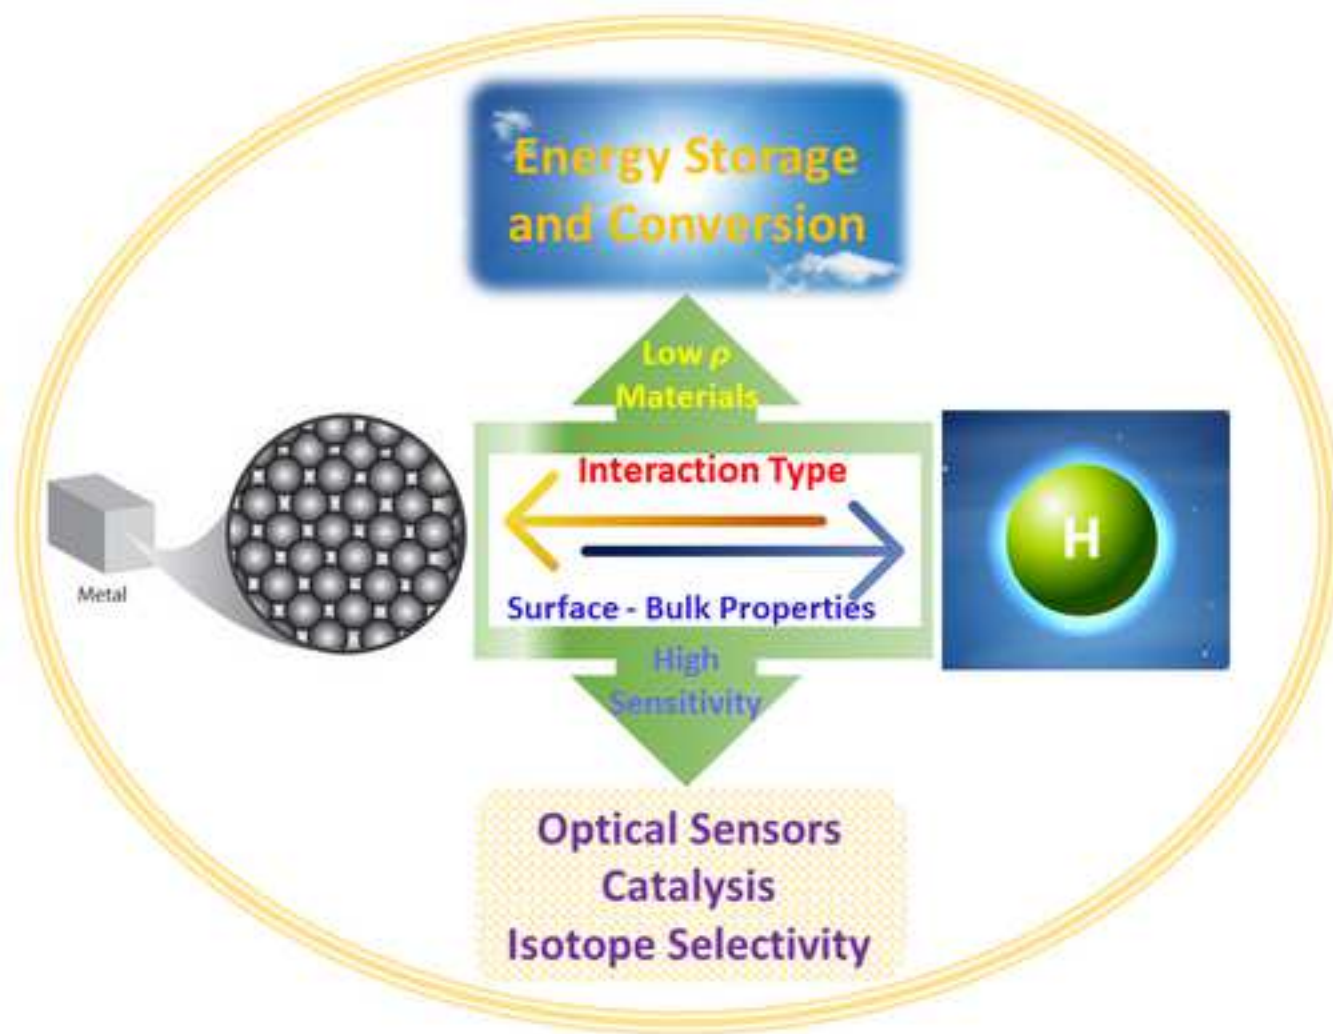 Energy Storage
and Conversion
Low ρ
Materials
Interaction Type
H
Metal
Surface - Bulk Properties
High
Sensitivity
Optical Sensors
Catalysis
Isotope Selectivity